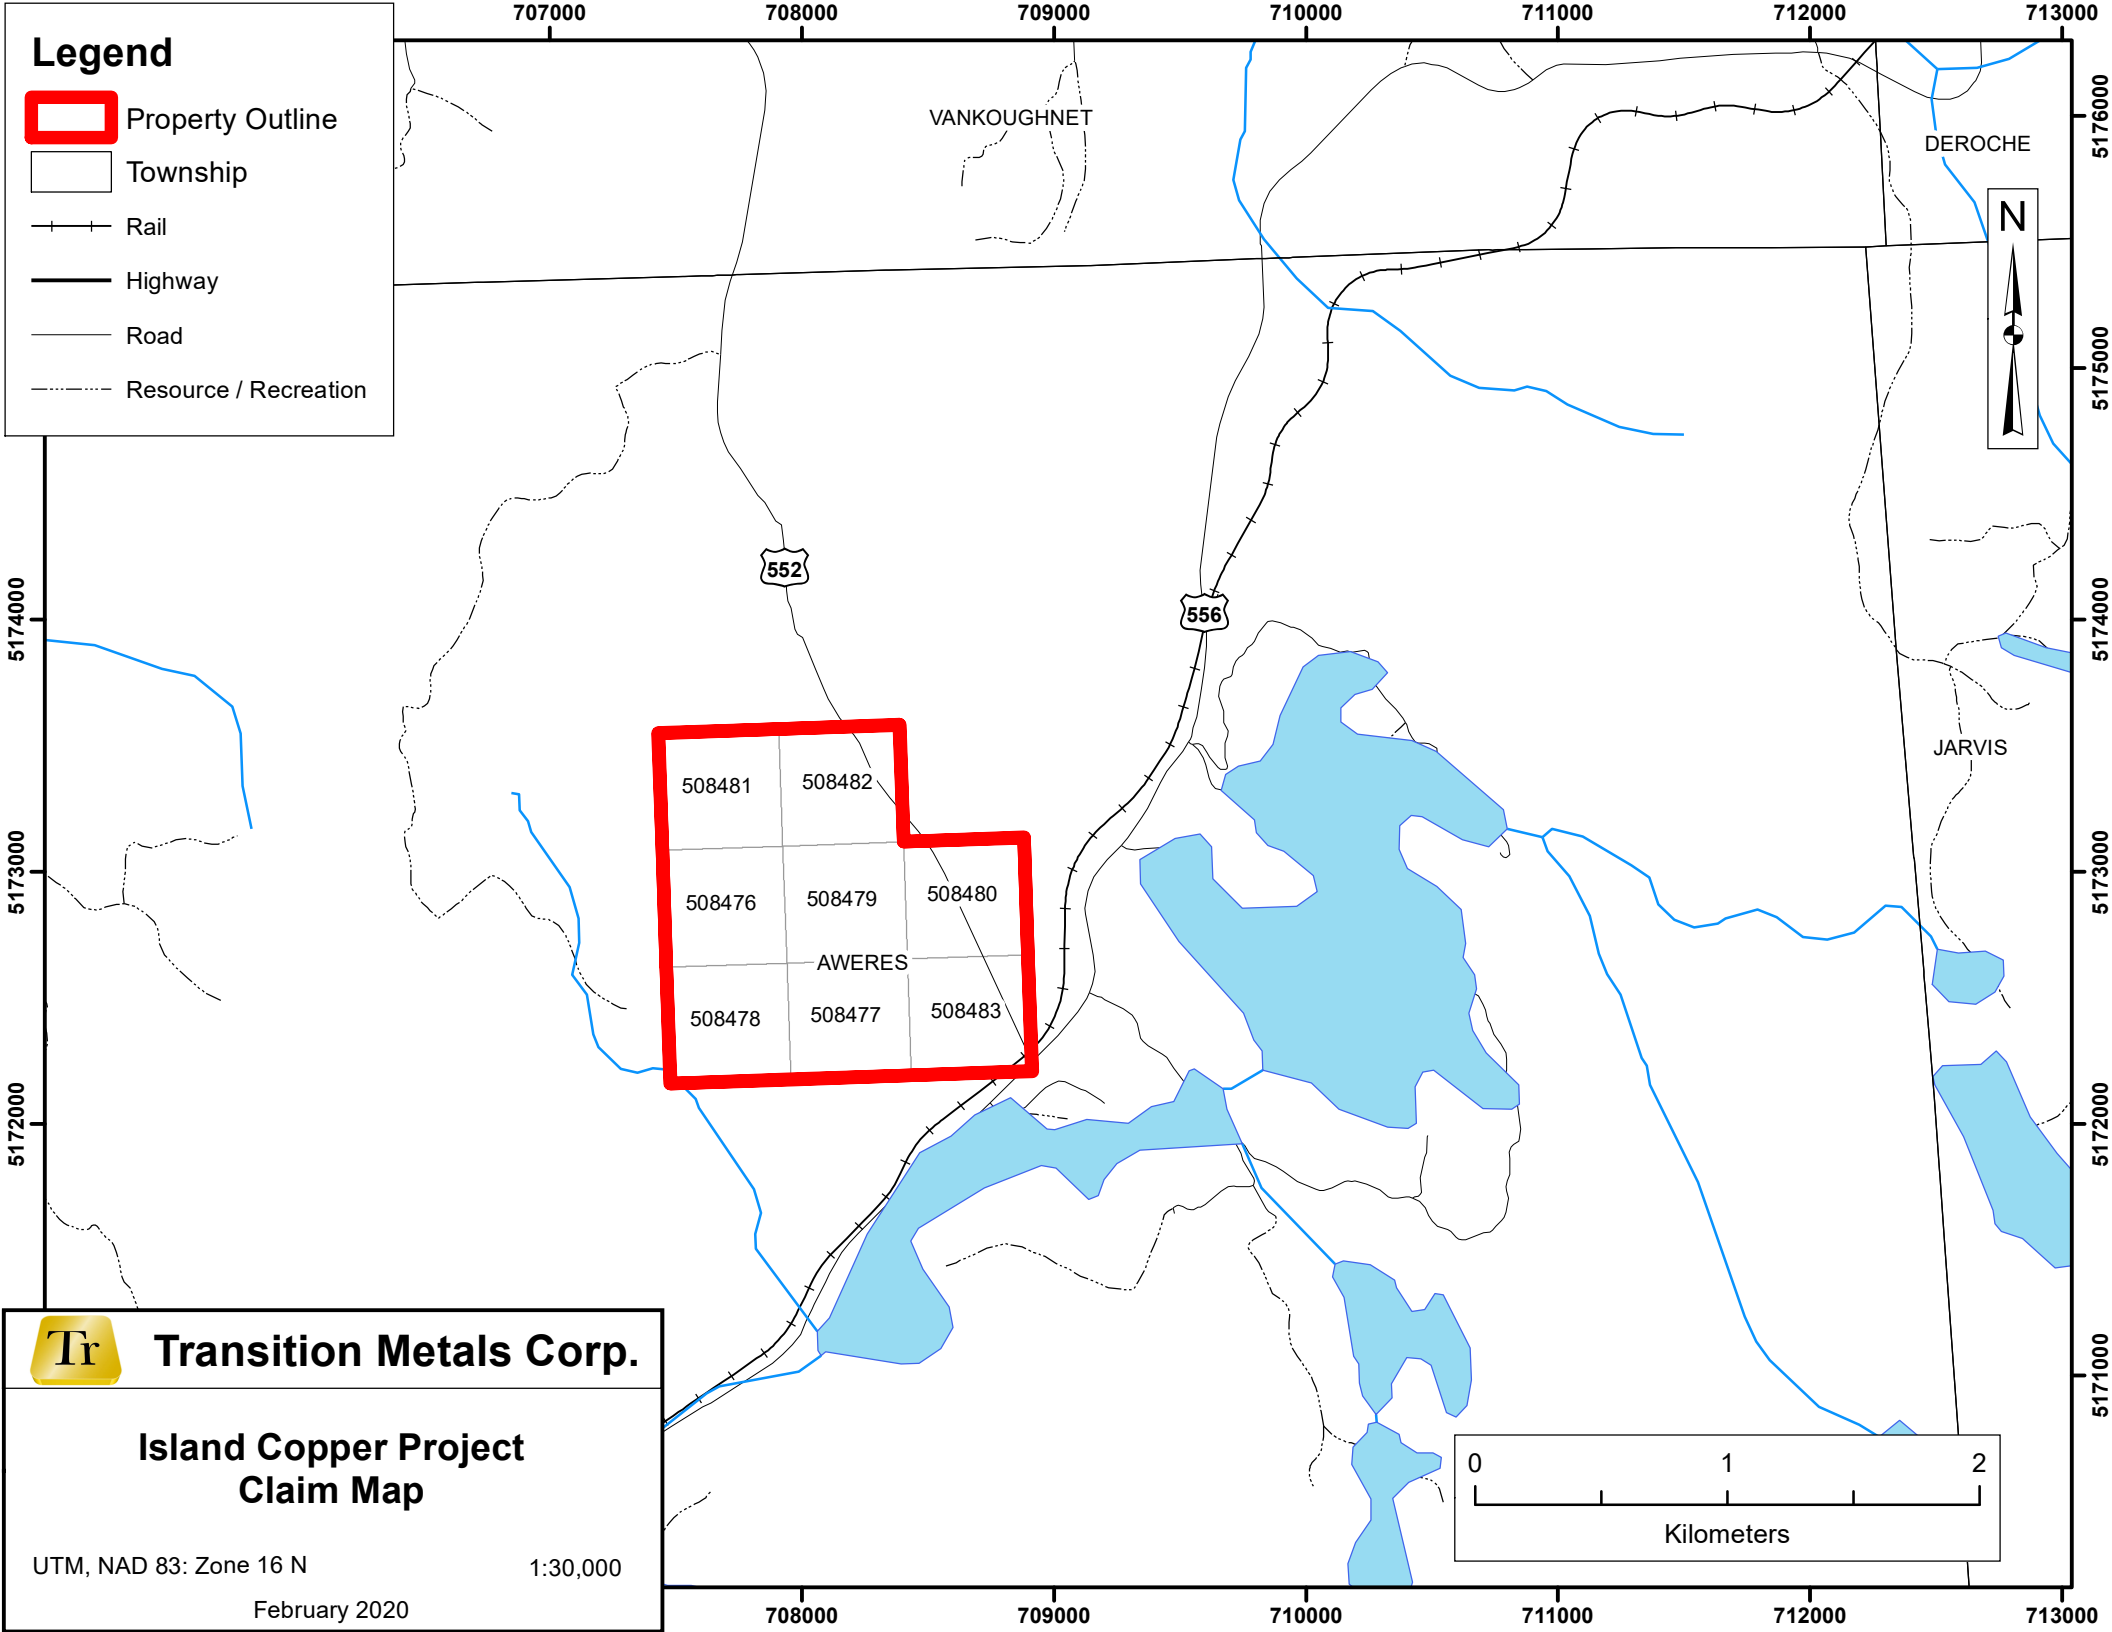 707000
708000
709000
710000
711000
712000
713000
Legend
Property Outline
Township
Rail
Highway
Road
Resource / Recreation
VANKOUGHNET
DEROCHE
N
5176000
5175000
552
5174000
556
5174000
JARVIS
508481
508482
5173000
508476
508479
508480
5173000
AWERES
508478
508477
508483
5172000
5172000
5171000
Tr
Transition Metals Corp.
Island Copper Project
Claim Map
UTM, NAD 83: Zone 16 N
1:30,000
February 2020
0
1
2
Kilometers
708000
709000
710000
711000
712000
713000